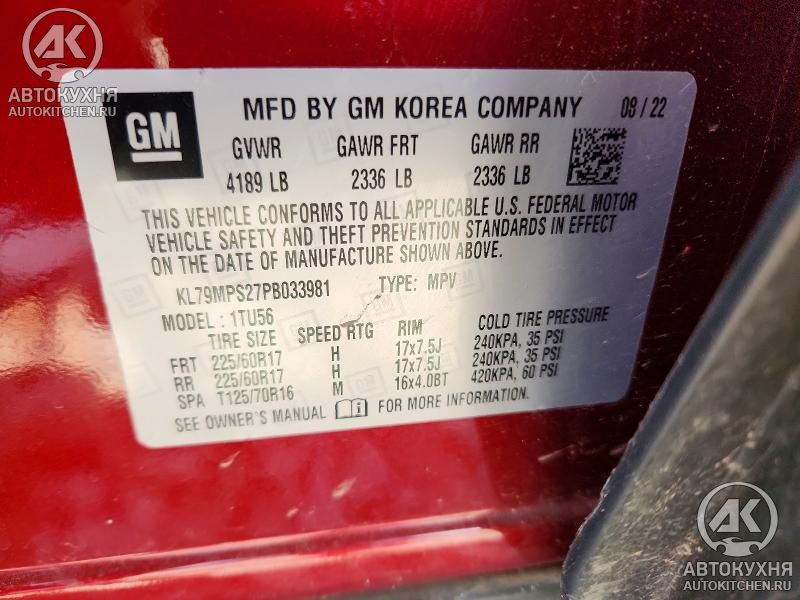 АК
АВТОКУХНЯ
AUTOKITCHEN.RU
GM
MFD BY GM KOREA COMPANY 08 / 22
GVWR GAWR FRT GAWR RR
4189 LB 2336 LB 2336 LB
THIS VEHICLE CONFORMS TO ALL APPLICABLE U.S. FEDERAL MOTOR
VEHICLE SAFETY AND THEFT PREVENTION STANDARDS IN EFFECT
ON THE DATE OF MANUFACTURE SHOWN ABOVE.
KL79MPS27PB033981 TYPE: MPV
MODEL : 1TU56
TIRE SIZE SPEED RTG RIM COLD TIRE PRESSURE
FRT 225/60R17 H 17x7.5J 240KPA, 35 PSI
RR 225/60R17 H 17x7.5J 240KPA, 35 PSI
SPA T125/70R16 M 16x4.0BT 420KPA, 60 PSI
SEE OWNER'S MANUAL i FOR MORE INFORMATION.
АК
АВТОКУХНЯ
AUTOKITCHEN.RU